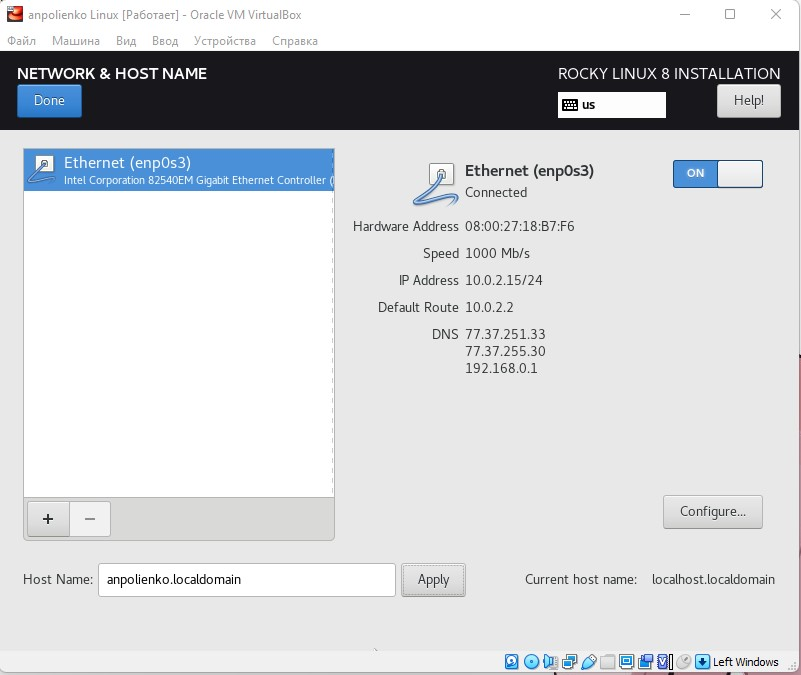 anpolienko Linux [Работает] - Oracle VM VirtualBox
Файл Машина Вид Ввод Устройства Справка
NETWORK & HOST NAME
ROCKY LINUX 8 INSTALLATION
Done
us
Help!
Ethernet (enp0s3)
Intel Corporation 82540EM Gigabit Ethernet Controller (
Ethernet (enp0s3)
Connected
ON
Hardware Address 08:00:27:18:B7:F6
Speed 1000 Mb/s
IP Address 10.0.2.15/24
Default Route 10.0.2.2
DNS 77.37.251.33
77.37.255.30
192.168.0.1
+ −
Configure...
Host Name: anpolienko.localdomain Apply Current host name: localhost.localdomain
Left Windows